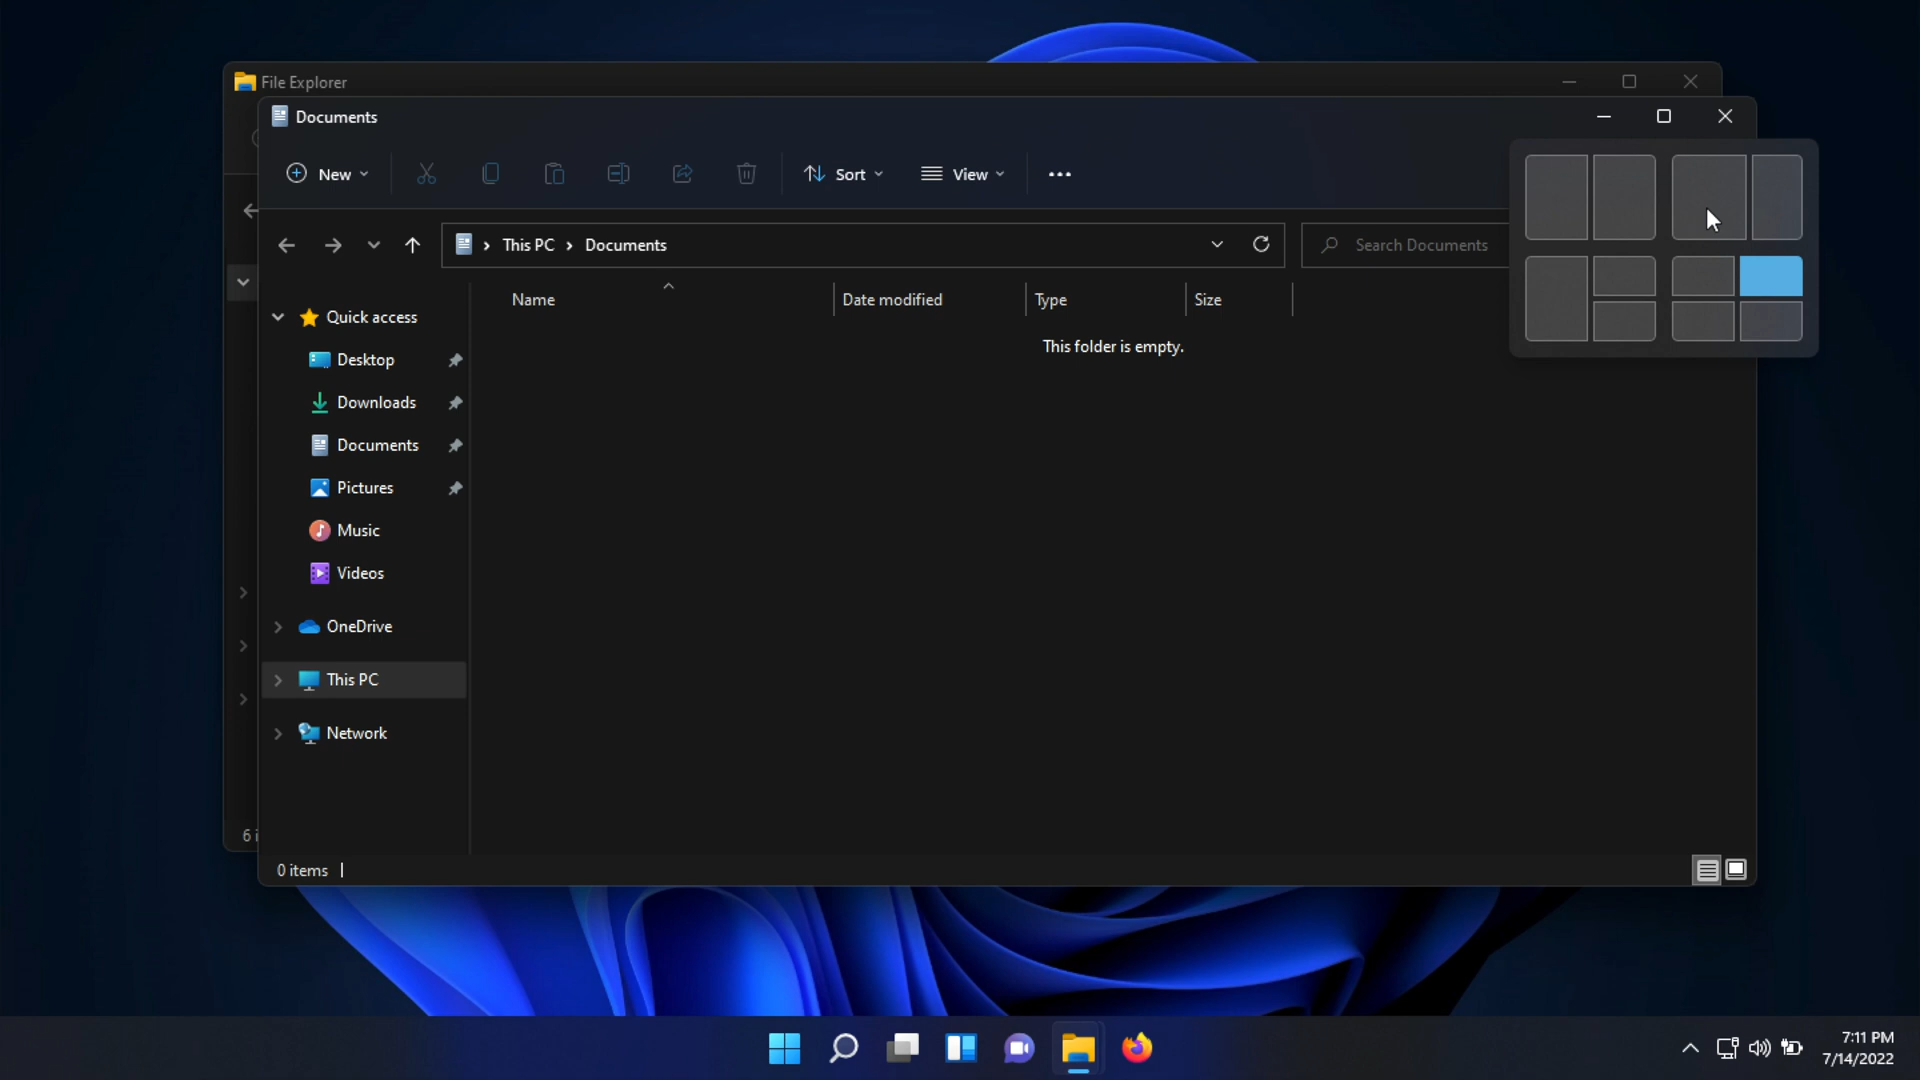 File Explorer
Documents
New
Sort
View
This PC
Documents
Search Documents
Name
Date modified
Type
Size
This folder is empty.
Quick access
Desktop
Downloads
Documents
Pictures
Music
Videos
OneDrive
This PC
Network
6 i
0 items
7:11 PM
7/14/2022